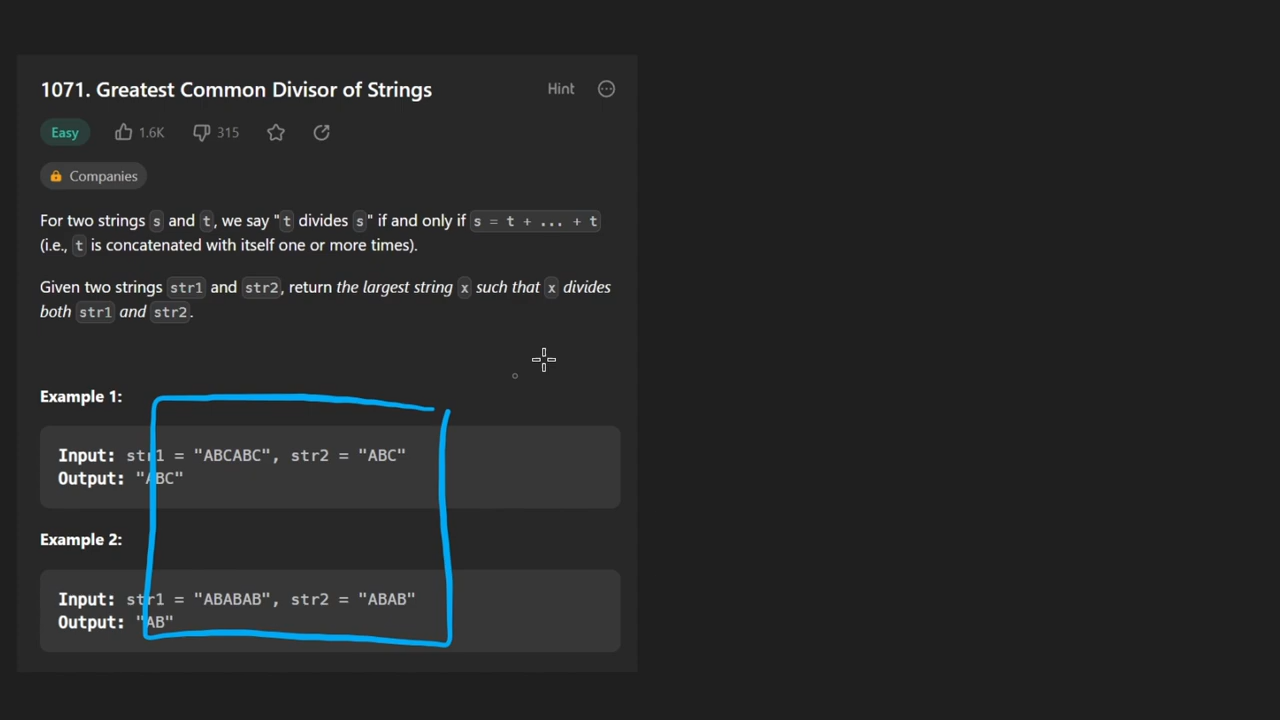 1071. Greatest Common Divisor of Strings
Hint
Easy
1.6K
315
Companies
For two strings s and t, we say "t divides s" if and only if s = t + ... + t
(i.e., t is concatenated with itself one or more times).
Given two strings str1 and str2, return the largest string x such that x divides
both str1 and str2.
Example 1:
Input: str1 = "ABCABC", str2 = "ABC"
Output: "ABC"
Example 2:
Input: str1 = "ABABAB", str2 = "ABAB"
Output: "AB"